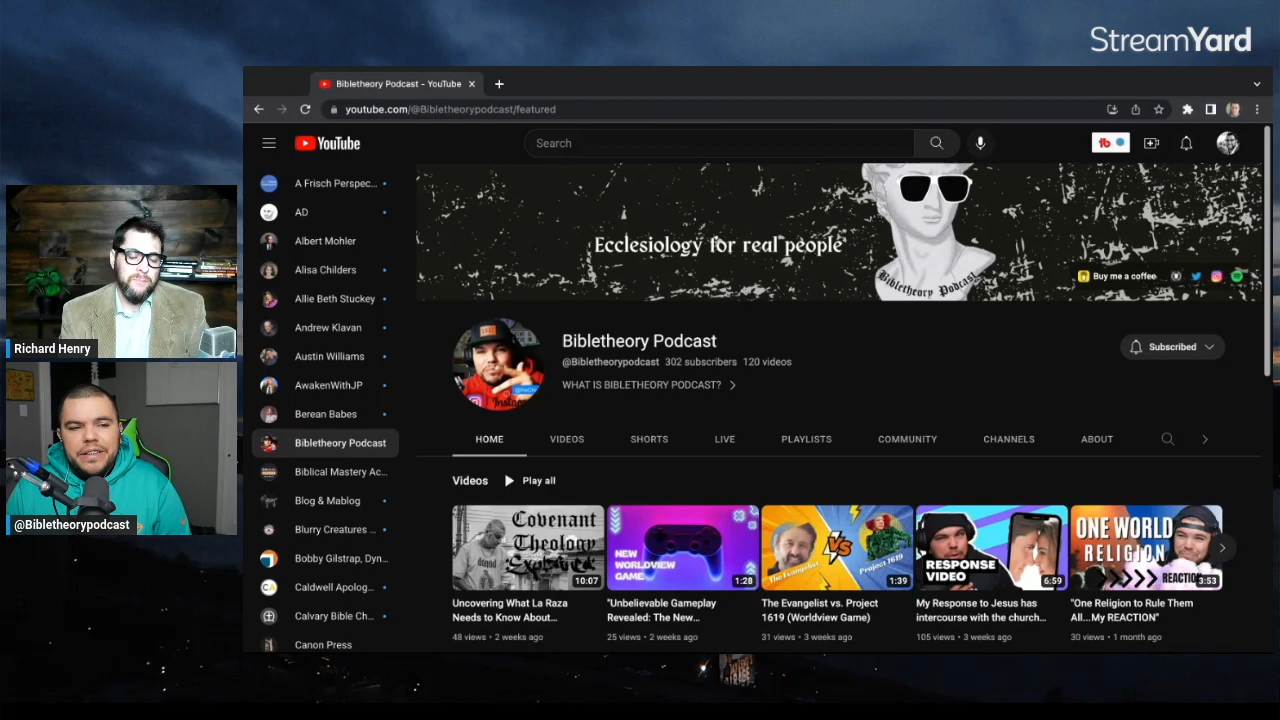 StreamYard
Bibletheory Podcast - YouTube
youtube.com/@Bibletheorypodcast/featured
YouTube
Search
A Frisch Perspec...
AD
Albert Mohler
Alisa Childers
Allie Beth Stuckey
Andrew Klavan
Austin Williams
AwakenWithJP
Berean Babes
Bibletheory Podcast
Biblical Mastery Ac...
Blog & Mablog
Blurry Creatures ...
Bobby Gilstrap, Dyn...
Caldwell Apolog...
Calvary Bible Ch...
Canon Press
Richard Henry
@Bibletheorypodcast
Ecclesiology for real people
Bibletheory Podcast
Buy me a coffee
Bibletheory Podcast
@Bibletheorypodcast 302 subscribers 120 videos
WHAT IS BIBLETHEORY PODCAST?
Subscribed
HOME VIDEOS SHORTS LIVE PLAYLISTS COMMUNITY CHANNELS ABOUT
Videos Play all
Covenant
Theology
Explained
10:07
NEW
WORLDVIEW
GAME
1:28
The Evangelist
VS
Project
1619
1:39
RESPONSE
VIDEO
6:59
ONE WORLD
RELIGION
REACTIO
3:53
Uncovering What La Raza
Needs to Know About...
48 views • 2 weeks ago
"Unbelievable Gameplay
Revealed: The New...
25 views • 2 weeks ago
The Evangelist vs. Project
1619 (Worldview Game)
31 views • 3 weeks ago
My Response to Jesus has
intercourse with the church...
105 views • 3 weeks ago
"One Religion to Rule Them
All...My REACTION"
30 views • 1 month ago